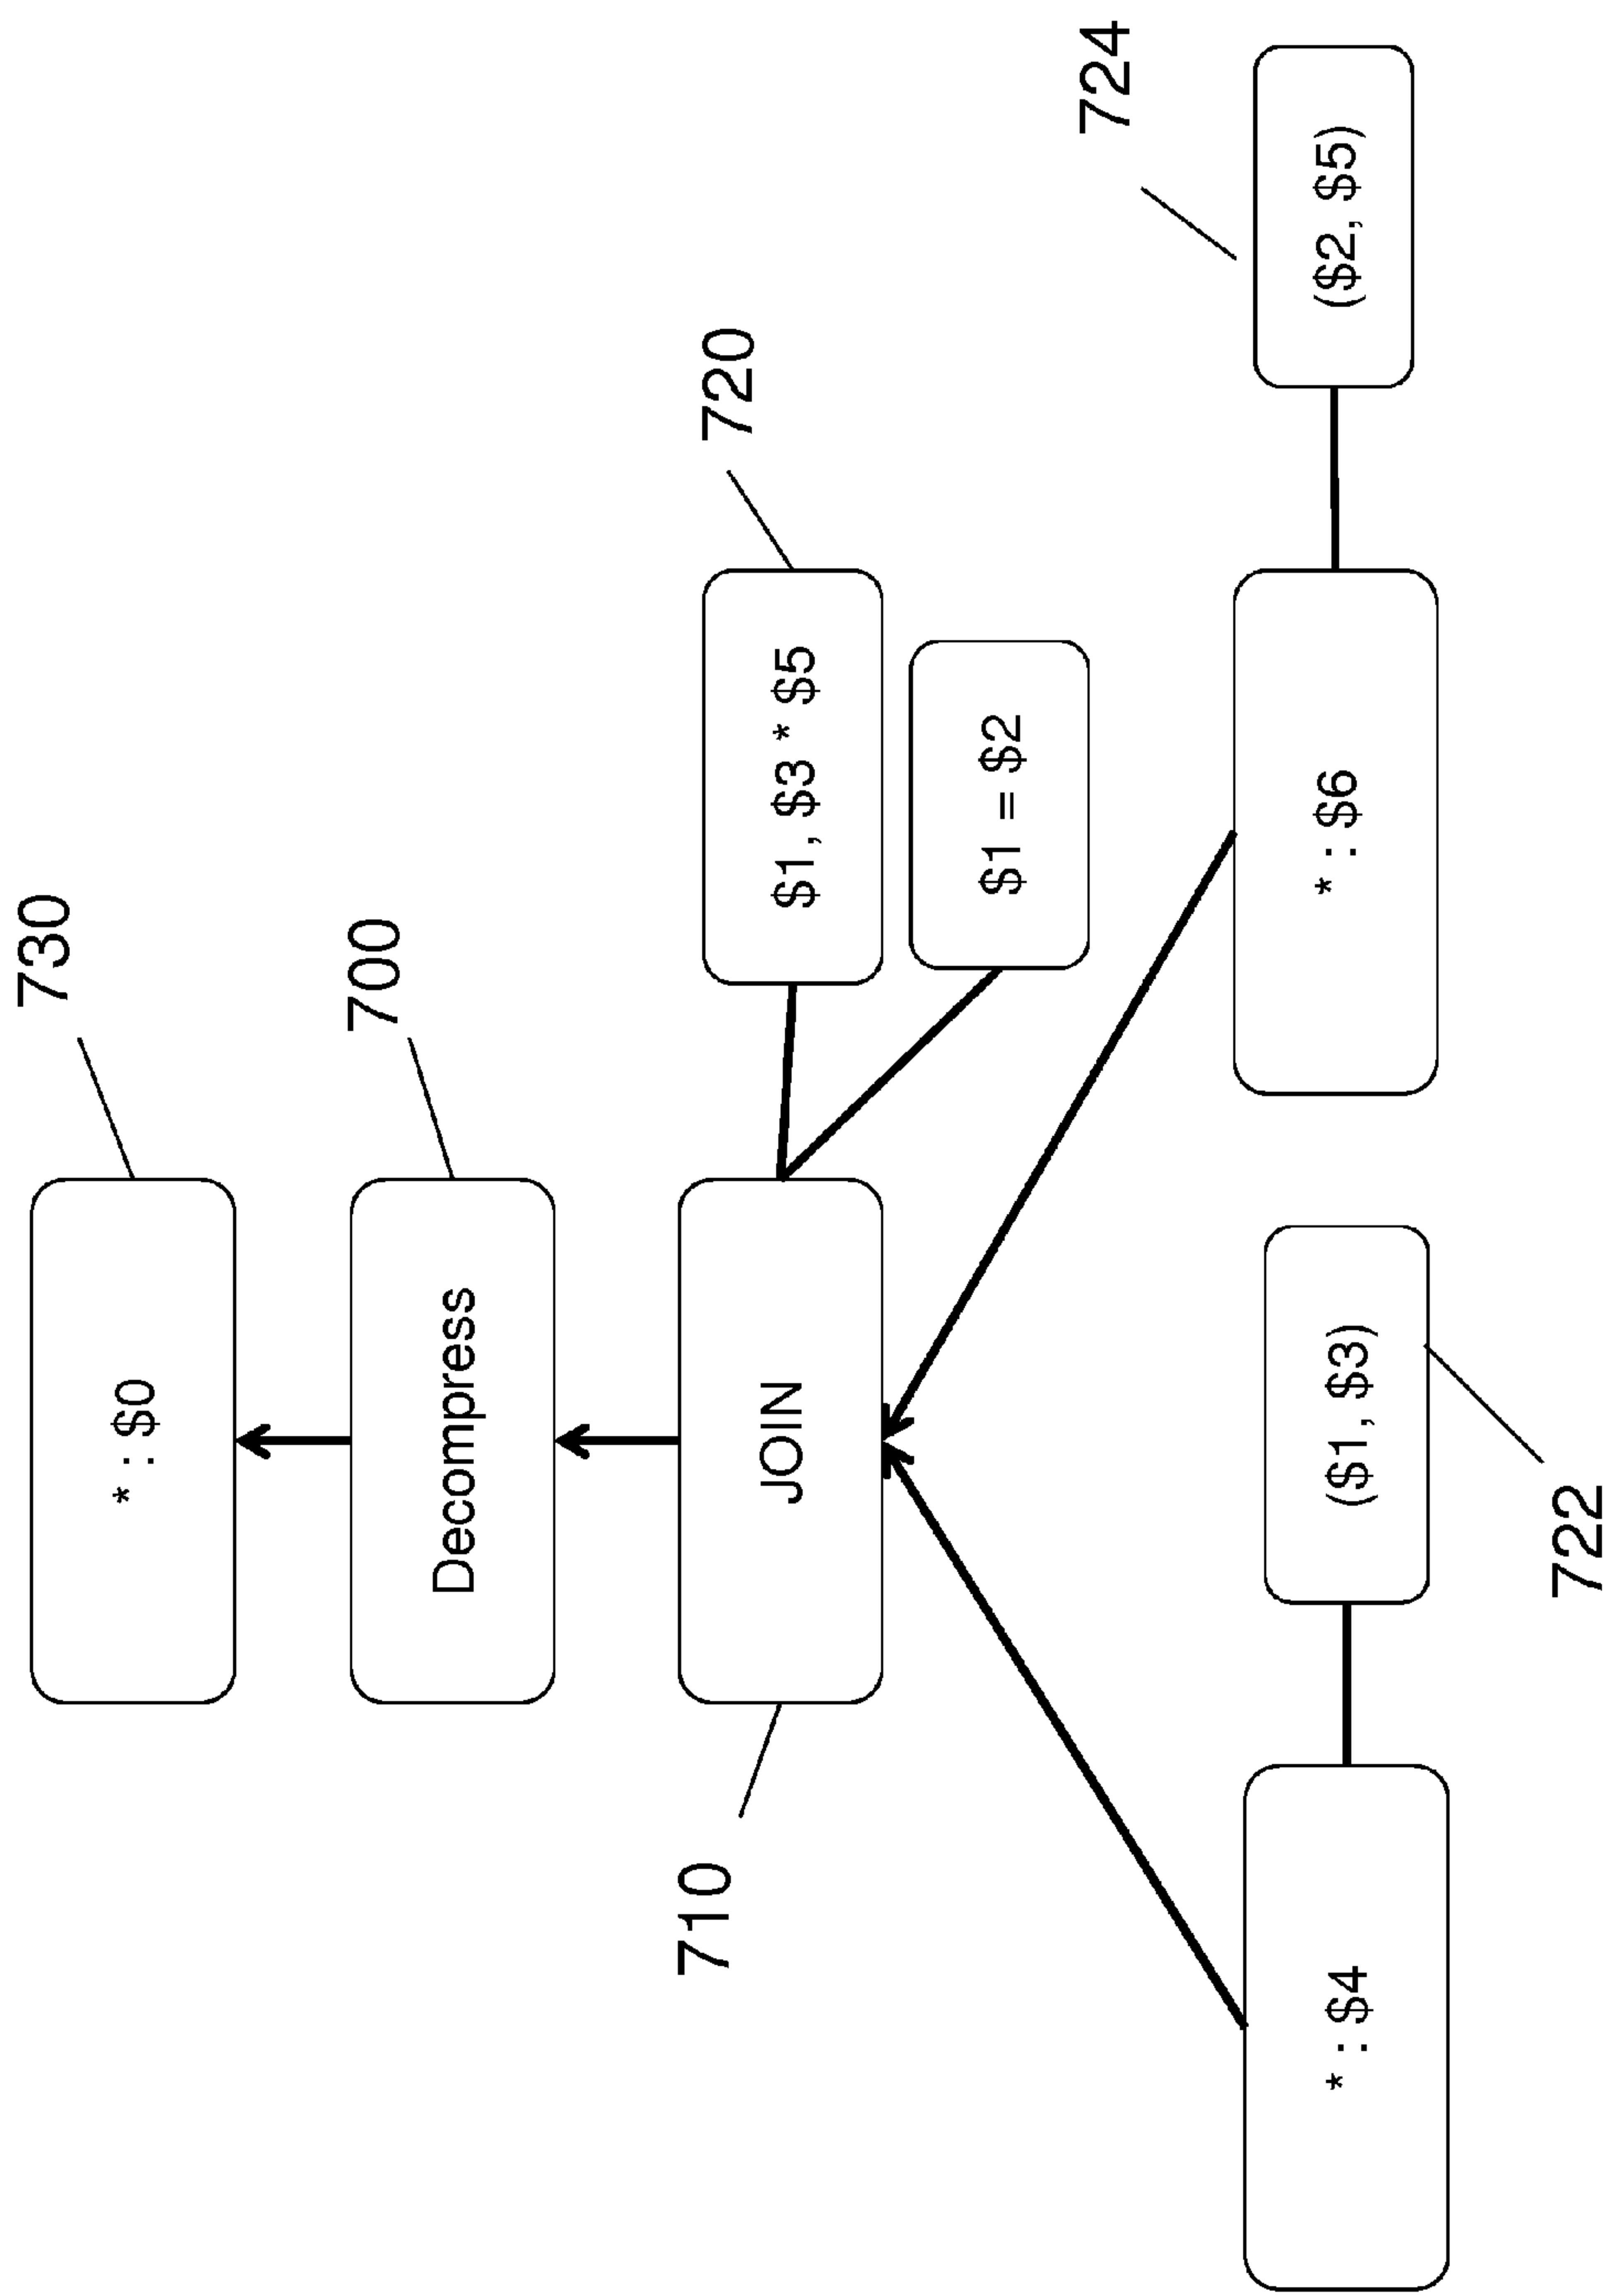 730
* : $0
700
Decompress
710
JOIN
720
$1, $3 * $5
$1 = $2
* : $4
($1, $3)
722
* : $6
724
($2, $5)